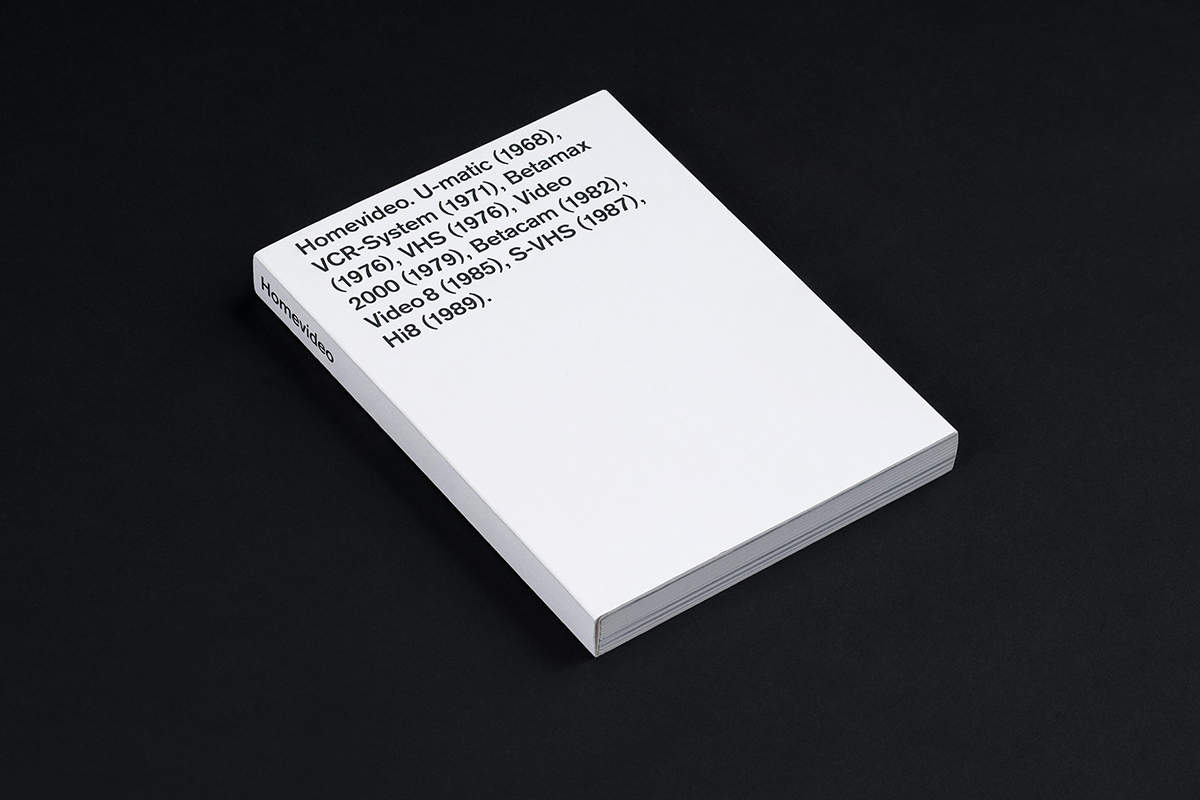 Homevideo. U-matic (1968),
VCR-System (1971), Betamax
(1976), VHS (1976), Video
2000 (1979), Betacam (1982),
Video 8 (1985), S-VHS (1987),
Hi8 (1989).
Homevideo